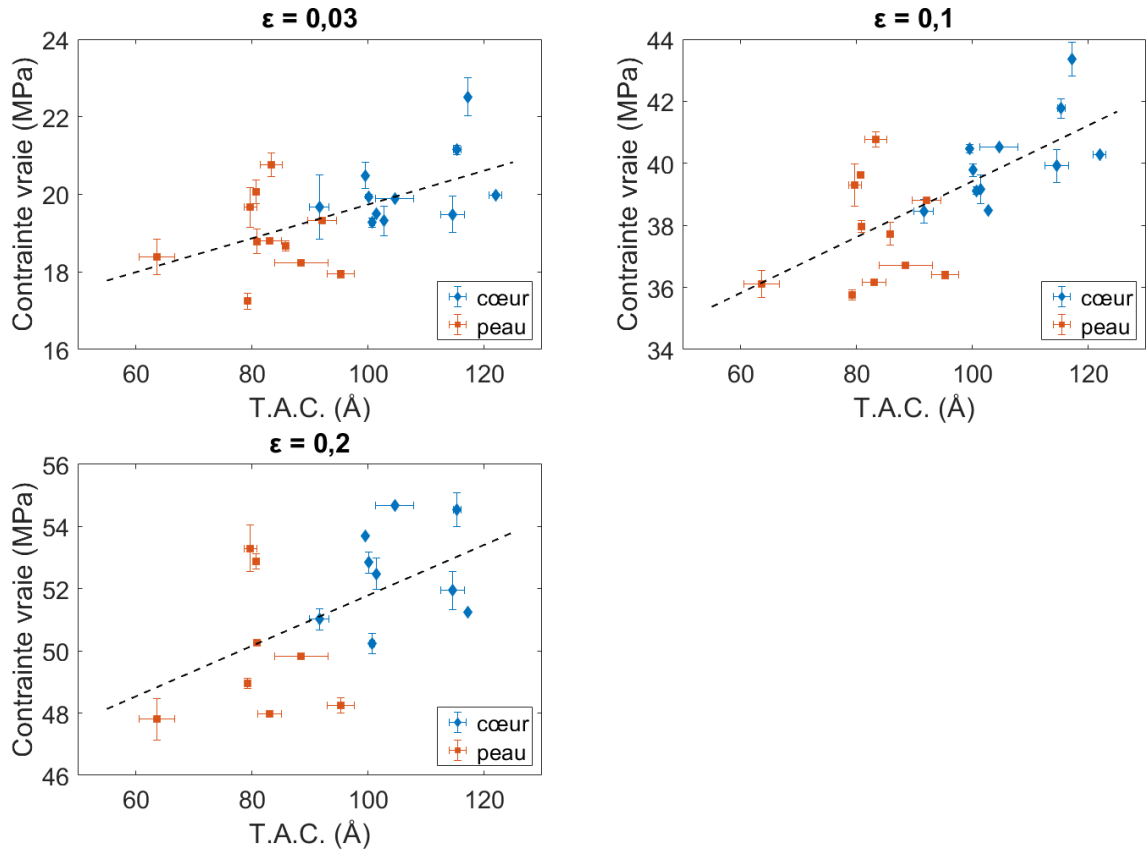 ε = 0,03
Contrainte vraie (MPa)
24
22
20
18
16
cœur
peau
60
80
100
120
T.A.C. (Å)
ε = 0,1
Contrainte vraie (MPa)
44
42
40
38
36
34
cœur
peau
60
80
100
120
T.A.C. (Å)
ε = 0,2
Contrainte vraie (MPa)
56
54
52
50
48
46
cœur
peau
60
80
100
120
T.A.C. (Å)